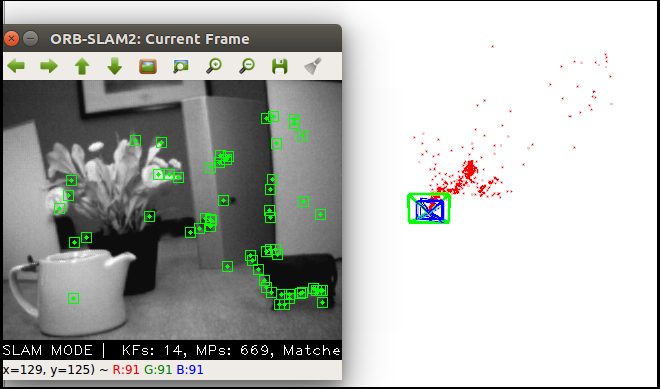 ORB-SLAM2: Current Frame
SLAM MODE | KFs: 14, MPs: 669, Matche
x=129, y=125) ~ R:91 G:91 B:91